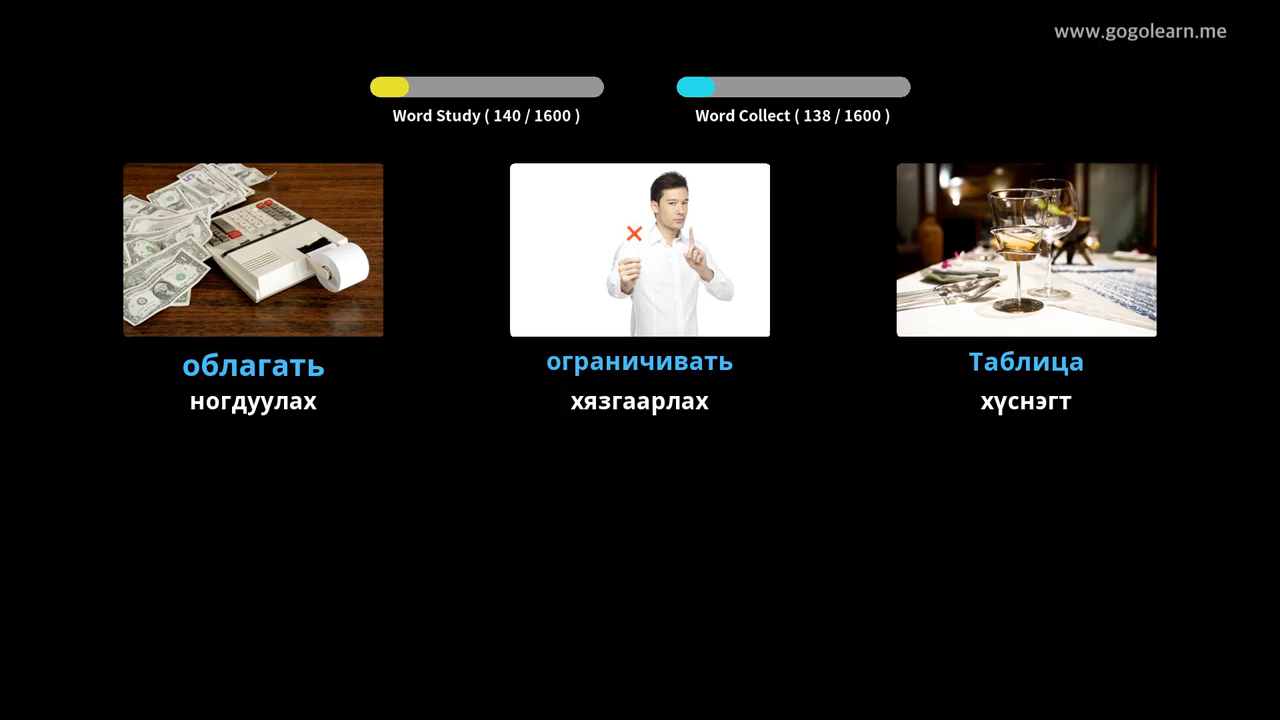 www.gogolearn.me
Word Study ( 140 / 1600 )
Word Collect ( 138 / 1600 )
облагать
ногдуулах
ограничивать
хязгаарлах
Таблица
хүснэгт